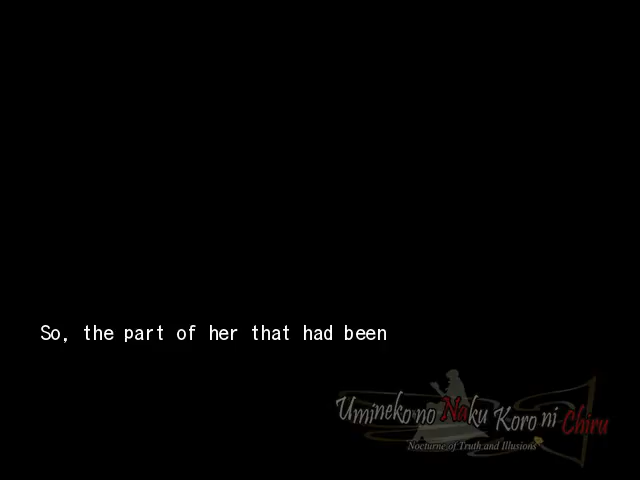 So, the part of her that had been
Umineko no Naku Koro ni Chiru
Nocturne of Truth and Illusions